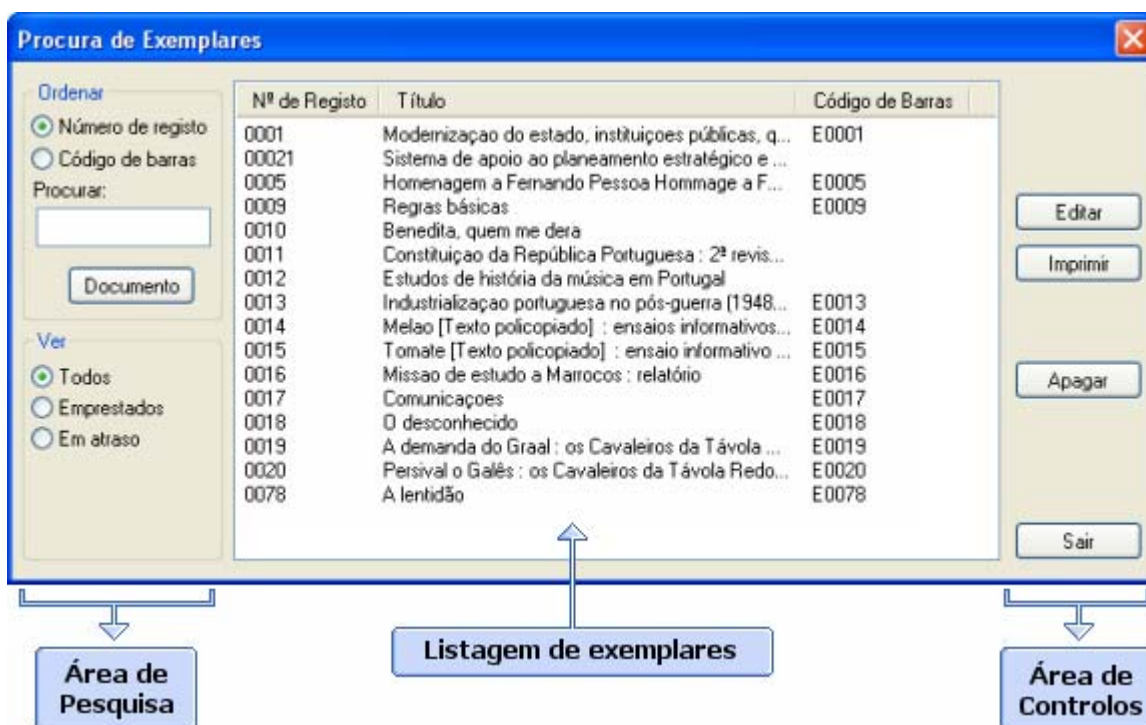 Procura de Exemplares
Ordenar
Número de registo
Código de barras
Procurar:
Documento
Ver
Todos
Emprestados
Em atraso
Nº de Registo Título Código de Barras
0001 Modernizaçao do estado, instituiçoes públicas, q... E0001
00021 Sistema de apoio ao planeamento estratégico e ...
0005 Homenagem a Fernando Pessoa Hommage a F... E0005
0009 Regras básicas E0009
0010 Benedita, quem me dera
0011 Constituiçao da República Portuguesa : 2ª revis...
0012 Estudos de história da música em Portugal
0013 Industrializaçao portuguesa no pós-guerra (1948... E0013
0014 Melao [Texto policopiado] : ensaios informativos... E0014
0015 Tomate [Texto policopiado] : ensaio informativo ... E0015
0016 Missao de estudo a Marrocos : relatório E0016
0017 Comunicaçoes E0017
0018 O desconhecido E0018
0019 A demanda do Graal : os Cavaleiros da Távola ... E0019
0020 Persival o Galês : os Cavaleiros da Távola Redo... E0020
0078 A lentidão E0078
Editar
Imprimir
Apagar
Sair
Área de
Pesquisa
Listagem de exemplares
Área de
Controlos